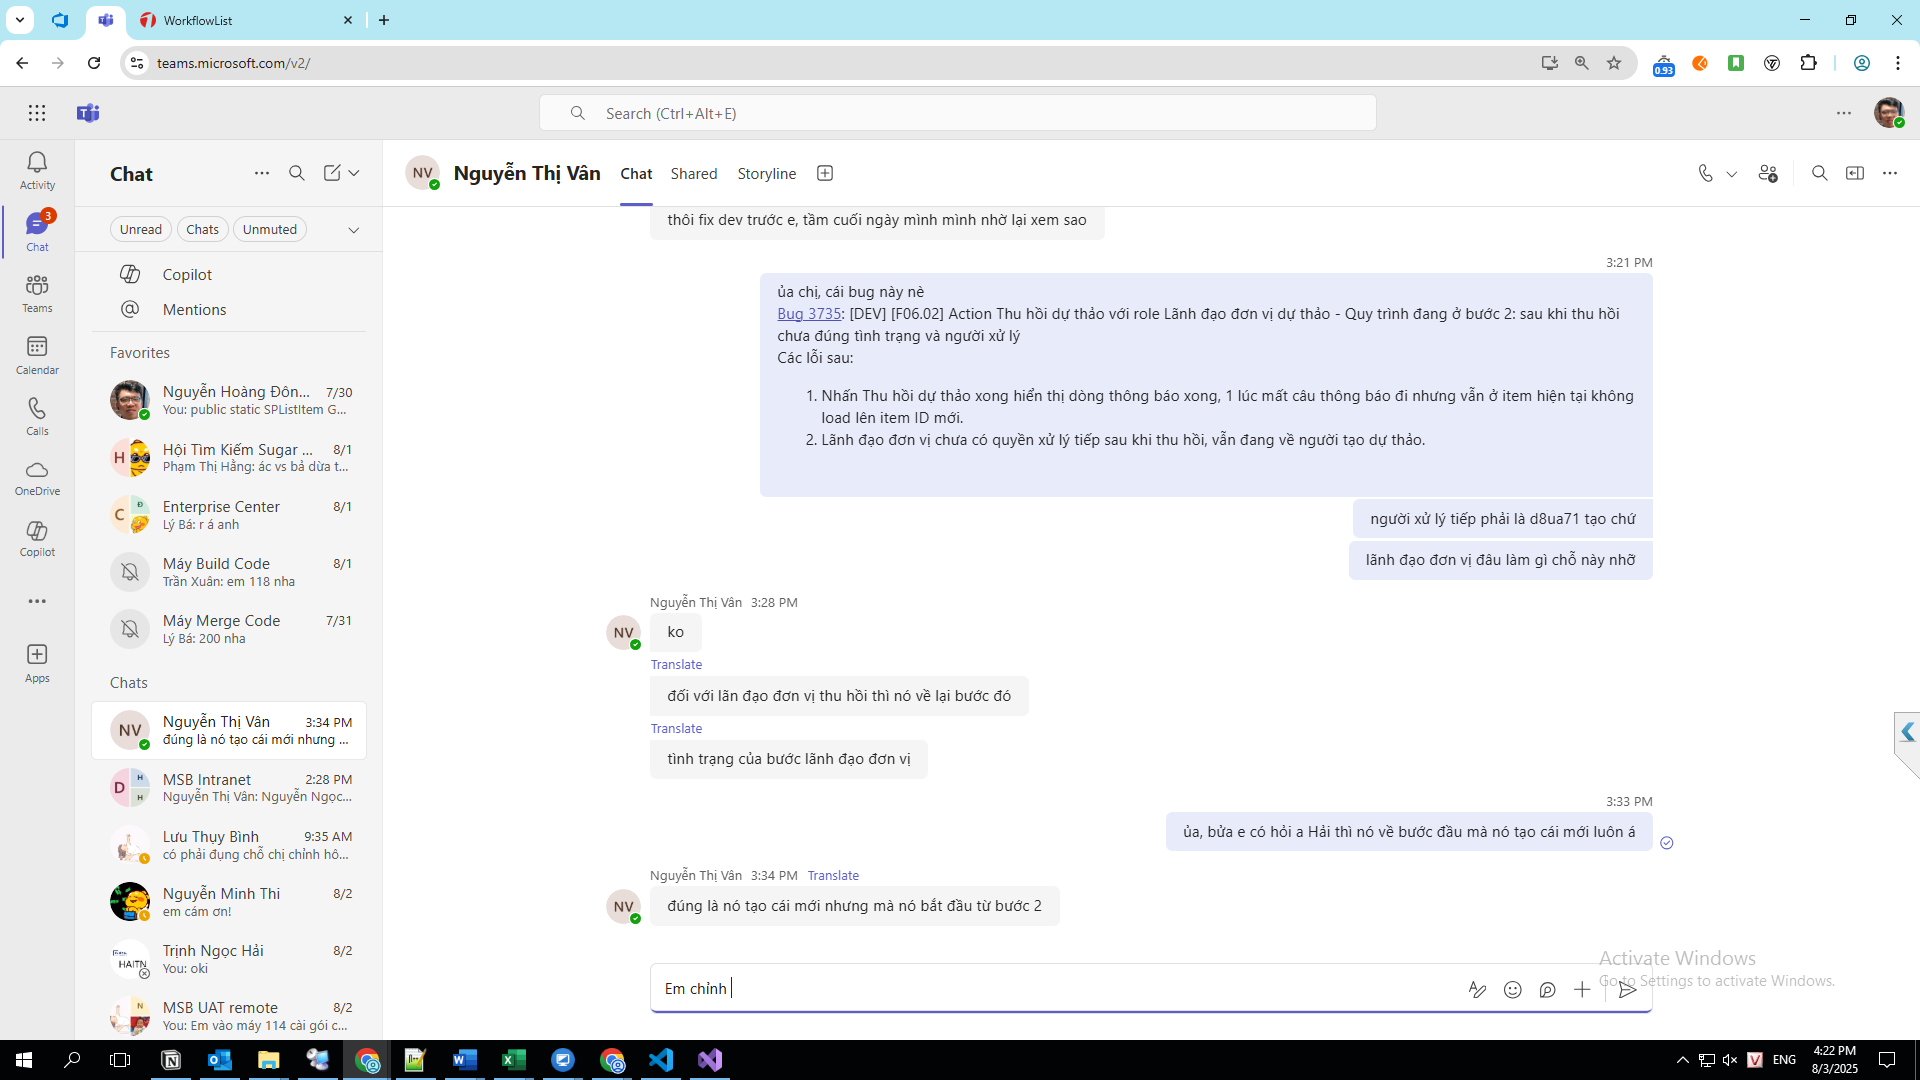 WorkflowList
teams.microsoft.com/v2/
0.93
Search (Ctrl+Alt+E)
Activity
3
Chat
Teams
Calendar
Calls
OneDrive
Copilot
Apps
Chat
Unread
Chats
Unmuted
Copilot
Mentions
Favorites
Nguyễn Hoàng Đôn... 7/30
You: public static SPListItem G...
Hội Tìm Kiếm Sugar ... 8/1
Phạm Thị Hằng: ác vs bả dừa t...
Enterprise Center 8/1
Lý Bá: r á anh
Máy Build Code 8/1
Trần Xuân: em 118 nha
Máy Merge Code 7/31
Lý Bá: 200 nha
Chats
Nguyễn Thị Vân 3:34 PM
đúng là nó tạo cái mới nhưng ...
MSB Intranet 2:28 PM
Nguyễn Thị Vân: Nguyễn Ngọc...
Lưu Thụy Bình 9:35 AM
có phải đụng chỗ chị chỉnh hô...
Nguyễn Minh Thi 8/2
em cám ơn!
Trịnh Ngọc Hải 8/2
You: oki
MSB UAT remote 8/2
You: Em vào máy 114 cài gói c...
NV Nguyễn Thị Vân Chat Shared Storyline
thôi fix dev trước e, tầm cuối ngày mình mình nhờ lại xem sao
3:21 PM
ủa chị, cái bug này nè
Bug 3735: [DEV] [F06.02] Action Thu hồi dự thảo với role Lãnh đạo đơn vị dự thảo - Quy trình đang ở bước 2: sau khi thu hồi
chưa đúng tình trạng và người xử lý
Các lỗi sau:
1. Nhấn Thu hồi dự thảo xong hiển thị dòng thông báo xong, 1 lúc mất câu thông báo đi nhưng vẫn ở item hiện tại không
load lên item ID mới.
2. Lãnh đạo đơn vị chưa có quyền xử lý tiếp sau khi thu hồi, vẫn đang về người tạo dự thảo.
người xử lý tiếp phải là d8ua71 tạo chứ
lãnh đạo đơn vị đâu làm gì chỗ này nhỡ
Nguyễn Thị Vân 3:28 PM
NV
ko
Translate
đối với lãn đạo đơn vị thu hồi thì nó về lại bước đó
Translate
tình trạng của bước lãnh đạo đơn vị
3:33 PM
ủa, bửa e có hỏi a Hải thì nó về bước đầu mà nó tạo cái mới luôn á
Nguyễn Thị Vân 3:34 PM Translate
NV
đúng là nó tạo cái mới nhưng mà nó bắt đầu từ bước 2
Em chỉnh
Activate Windows
Go to Settings to activate Windows.
ENG
4:22 PM
8/3/2025